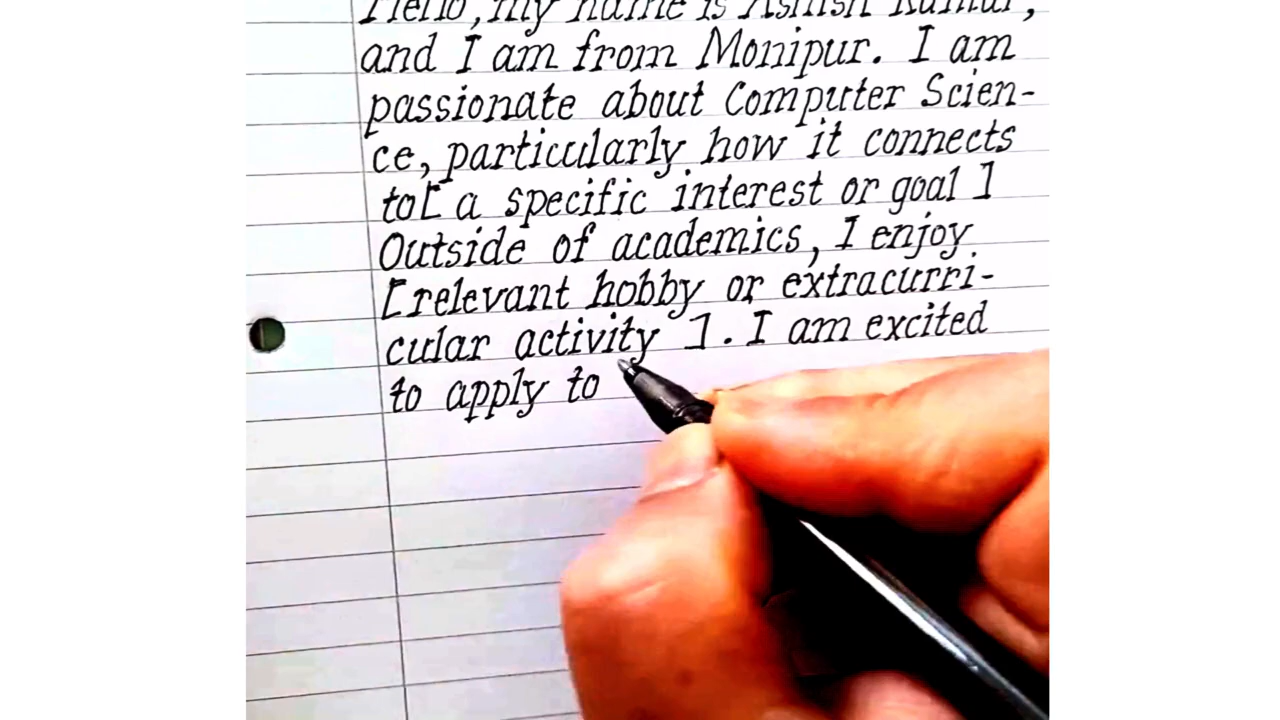 Hello, my name is Ashish Kumar,
and I am from Monipur. I am
passionate about Computer Scien-
ce, particularly how it connects
to[ a specific interest or goal ]
Outside of academics, I enjoy
[relevant hobby or extracurri-
cular activity ]. I am excited
to apply to